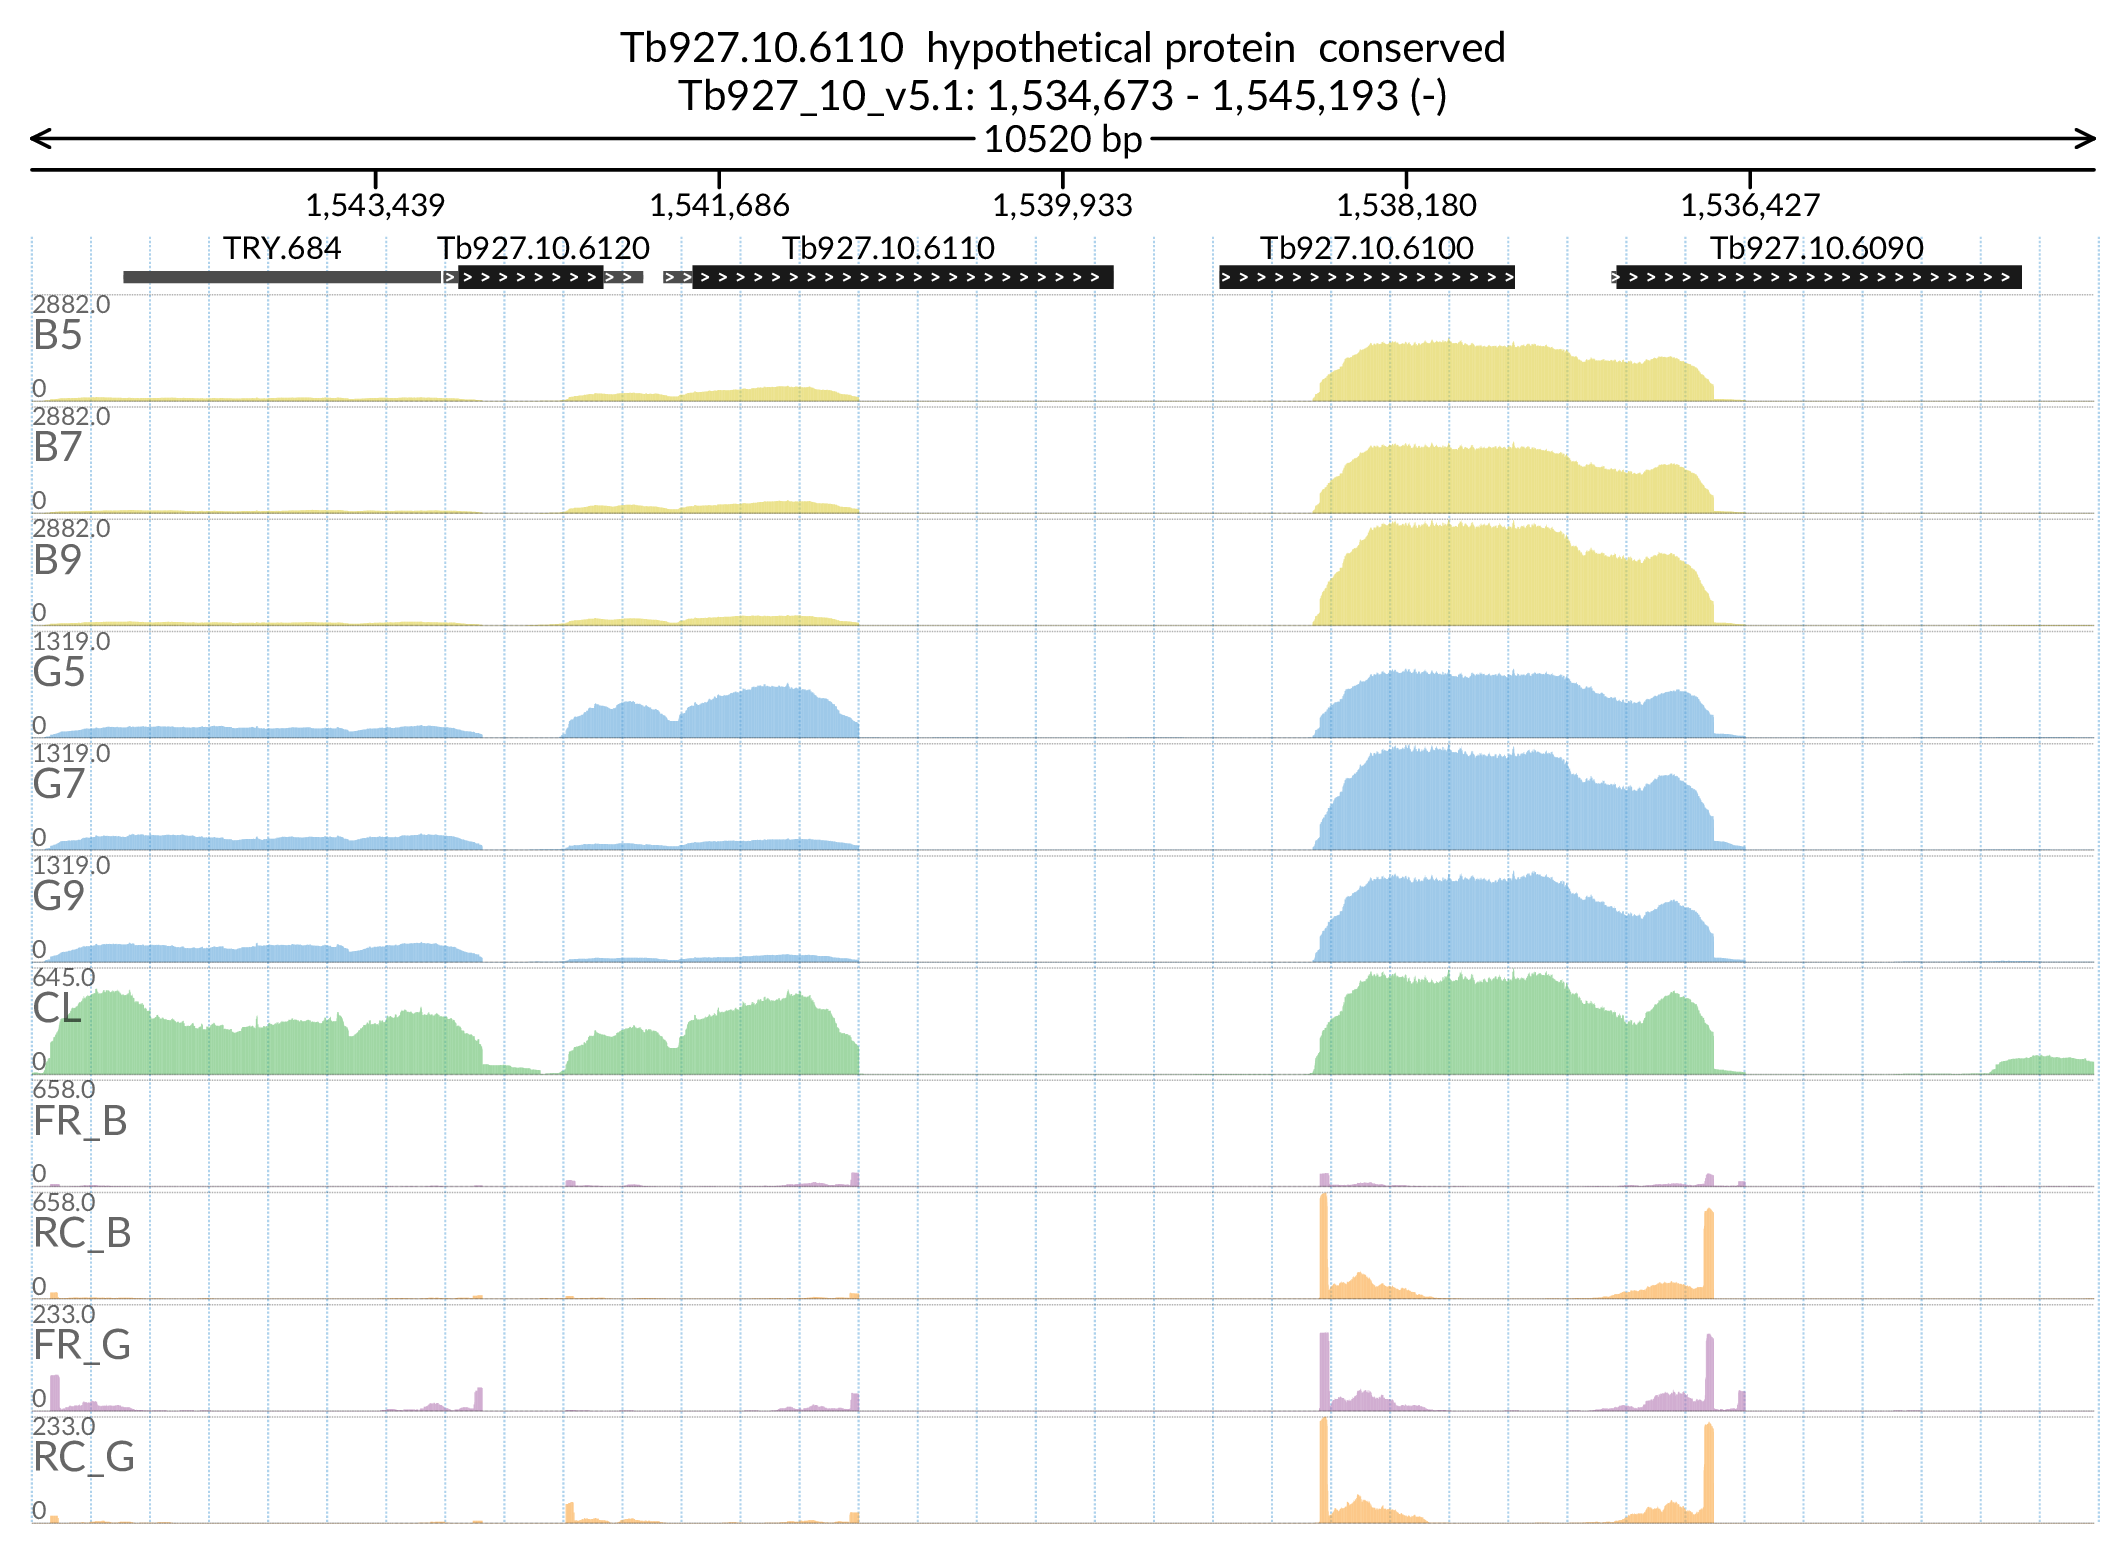 Tb927.10.6110  hypothetical protein  conserved
Tb927_10_v5.1: 1,534,673 - 1,545,193 (-)
10520 bp
1,543,439 1,541,686 1,539,933 1,538,180 1,536,427
TRY.684 Tb927.10.6120 Tb927.10.6110 Tb927.10.6100 Tb927.10.6090
2882.0
B5
0
2882.0
B7
0
2882.0
B9
0
1319.0
G5
0
1319.0
G7
0
1319.0
G9
0
645.0
CL
0
658.0
FR_B
0
658.0
RC_B
0
233.0
FR_G
0
233.0
RC_G
0